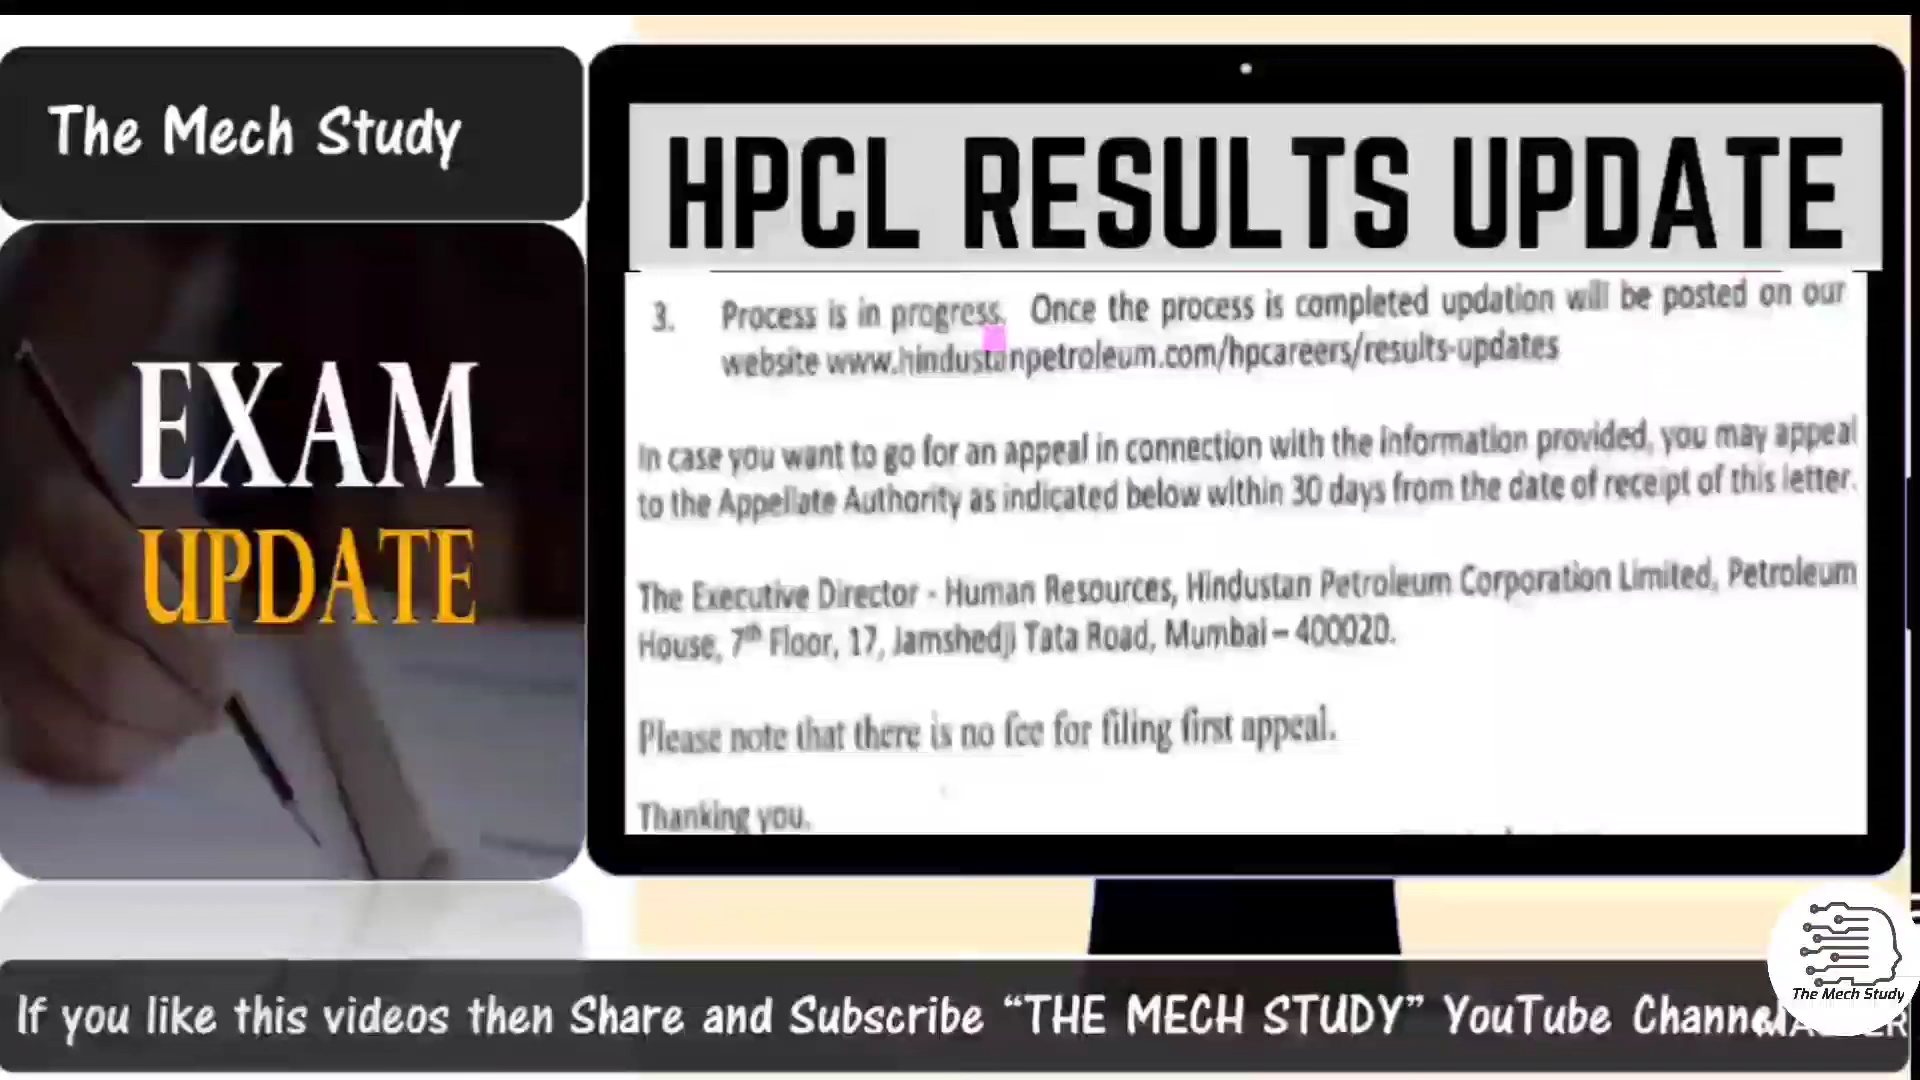 The Mech Study
EXAM
UPDATE
HPCL RESULTS UPDATE
3. Process is in progress. Once the process is completed updation will be posted on our
website www.hindustanpetroleum.com/hpcareers/results-updates
In case you want to go for an appeal in connection with the information provided, you may appeal
to the Appellate Authority as indicated below within 30 days from the date of receipt of this letter.
The Executive Director - Human Resources, Hindustan Petroleum Corporation Limited, Petroleum
House, 7th Floor, 17, Jamshedji Tata Road, Mumbai – 400020.
Please note that there is no fee for filing first appeal.
Thanking you.
If you like this videos then Share and Subscribe “THE MECH STUDY” YouTube Channel
The Mech Study